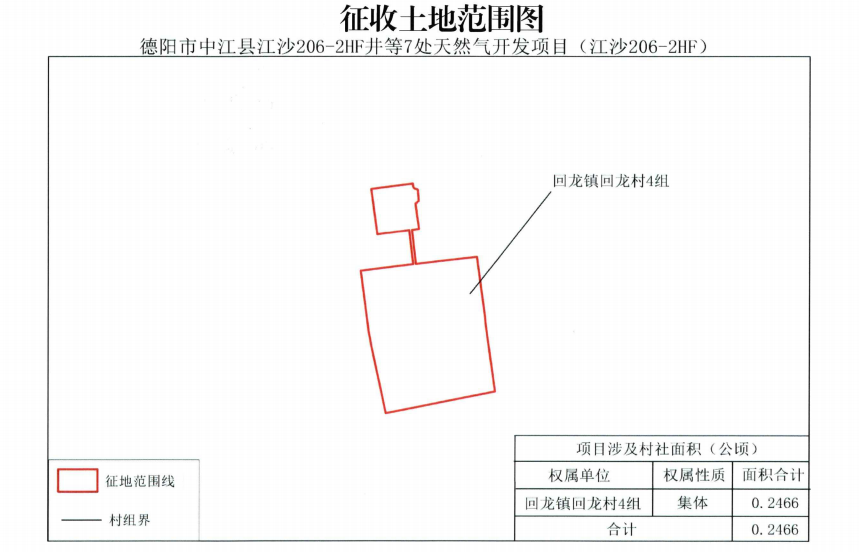 征收土地范围图
德阳市中江县江沙206-2HF井等7处天然气开发项目（江沙206-2HF）
回龙镇回龙村4组
征地范围线
村组界
项目涉及村社面积（公顷）
权属单位 权属性质 面积合计
回龙镇回龙村4组 集体 0.2466
合计 0.2466